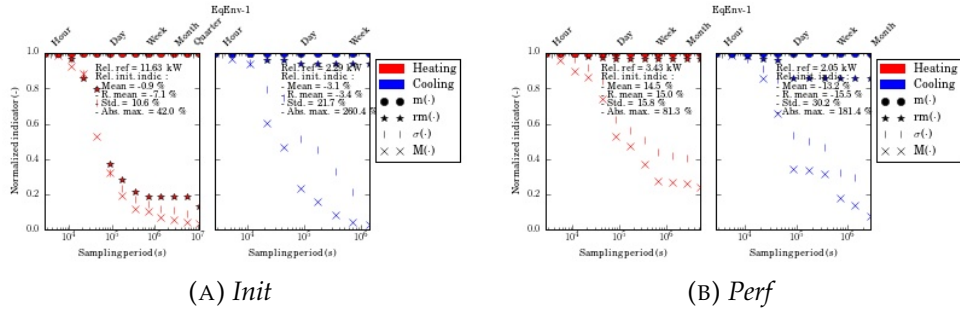 EqEnv-1
Hour Day Week Month Quarter
Hour Day Week
Normalized indicator (-)
1.0
0.8
0.6
0.4
0.2
0.0
Rel. ref = 11.63 kW
Rel. init. indic :
- Mean = -0.9 %
- R. mean = -7.1 %
- Std. = 10.6 %
- Abs. max. = 42.0 %
Rel. ref = 2.29 kW
Rel. init. indic :
- Mean = -3.1 %
- R. mean = -3.4 %
- Std. = 21.7 %
- Abs. max. = 260.4 %
10^4 10^5 10^6 10^7
Sampling period (s)
10^4 10^5 10^6
Sampling period (s)
Heating
Cooling
m(·)
rm(·)
σ(·)
M(·)
(A) Init
EqEnv-1
Hour Day Week Month
Hour Day Week Month
Normalized indicator (-)
1.0
0.8
0.6
0.4
0.2
0.0
Rel. ref = 3.43 kW
Rel. init. indic :
- Mean = 14.5 %
- R. mean = 15.0 %
- Std. = 15.8 %
- Abs. max. = 81.3 %
Rel. ref = 2.05 kW
Rel. init. indic :
- Mean = -13.2 %
- R. mean = -15.5 %
- Std. = 30.2 %
- Abs. max. = 181.4 %
10^4 10^5 10^6
Sampling period (s)
10^4 10^5 10^6
Sampling period (s)
Heating
Cooling
m(·)
rm(·)
σ(·)
M(·)
(B) Perf